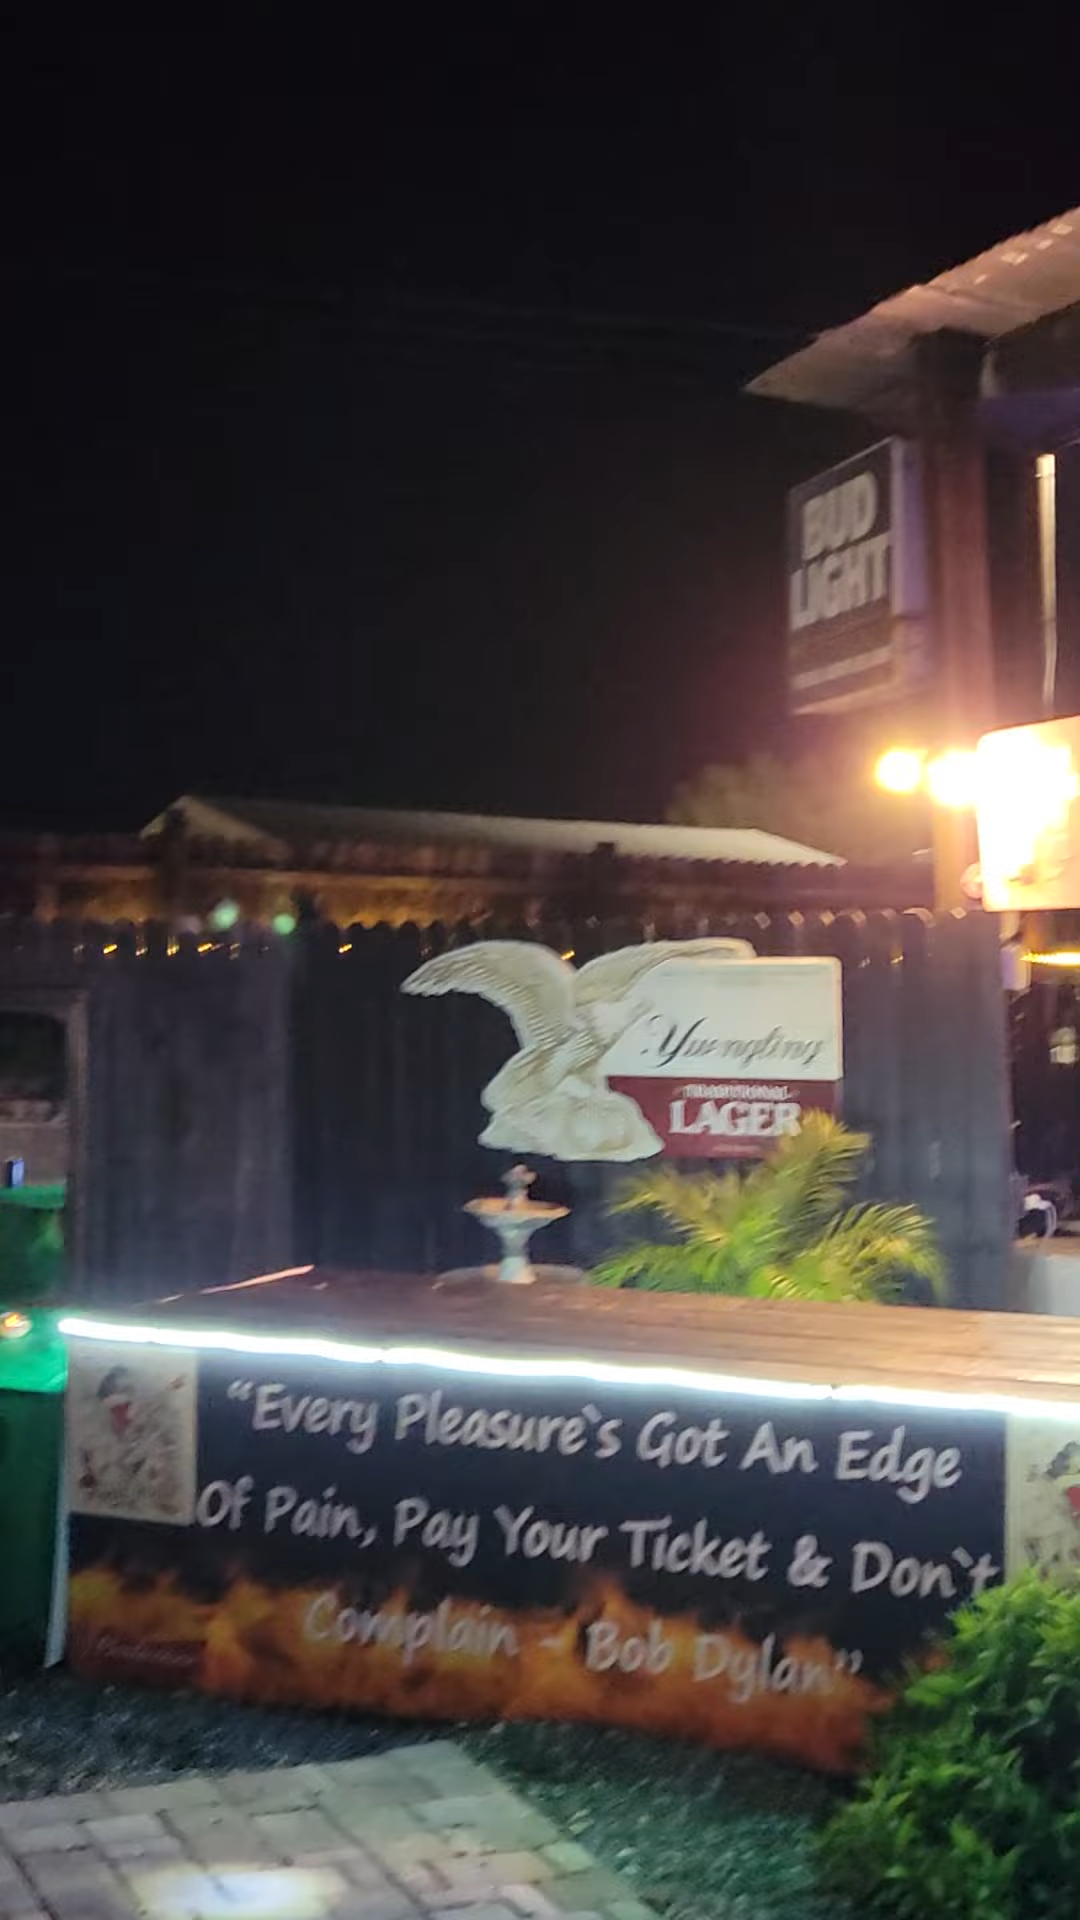 BUD
LIGHT
Yuengling
TRADITIONAL
LAGER
“Every Pleasure`s Got An Edge
Of Pain, Pay Your Ticket & Don`t
Complain - Bob Dylan”